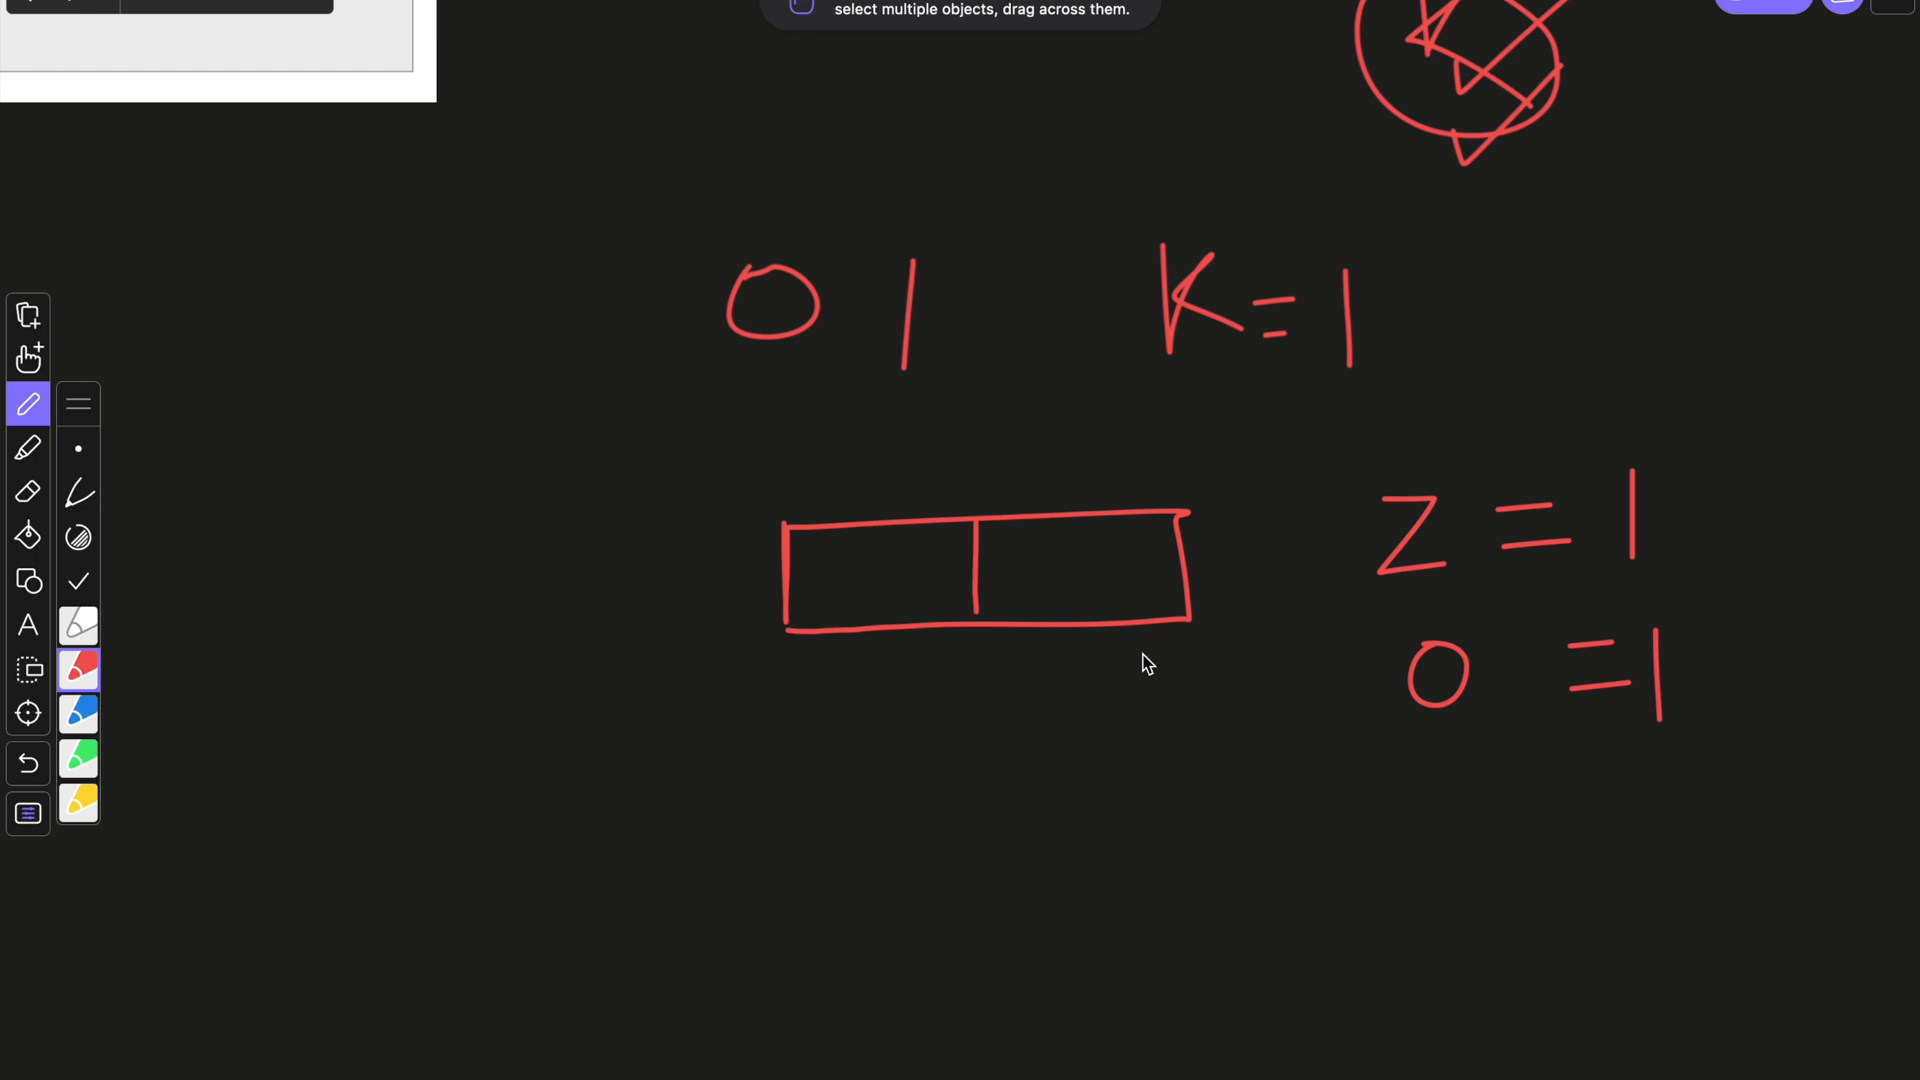 select multiple objects, drag across them.
K
0 1 K = 1
Z = 1
0 = 1
A